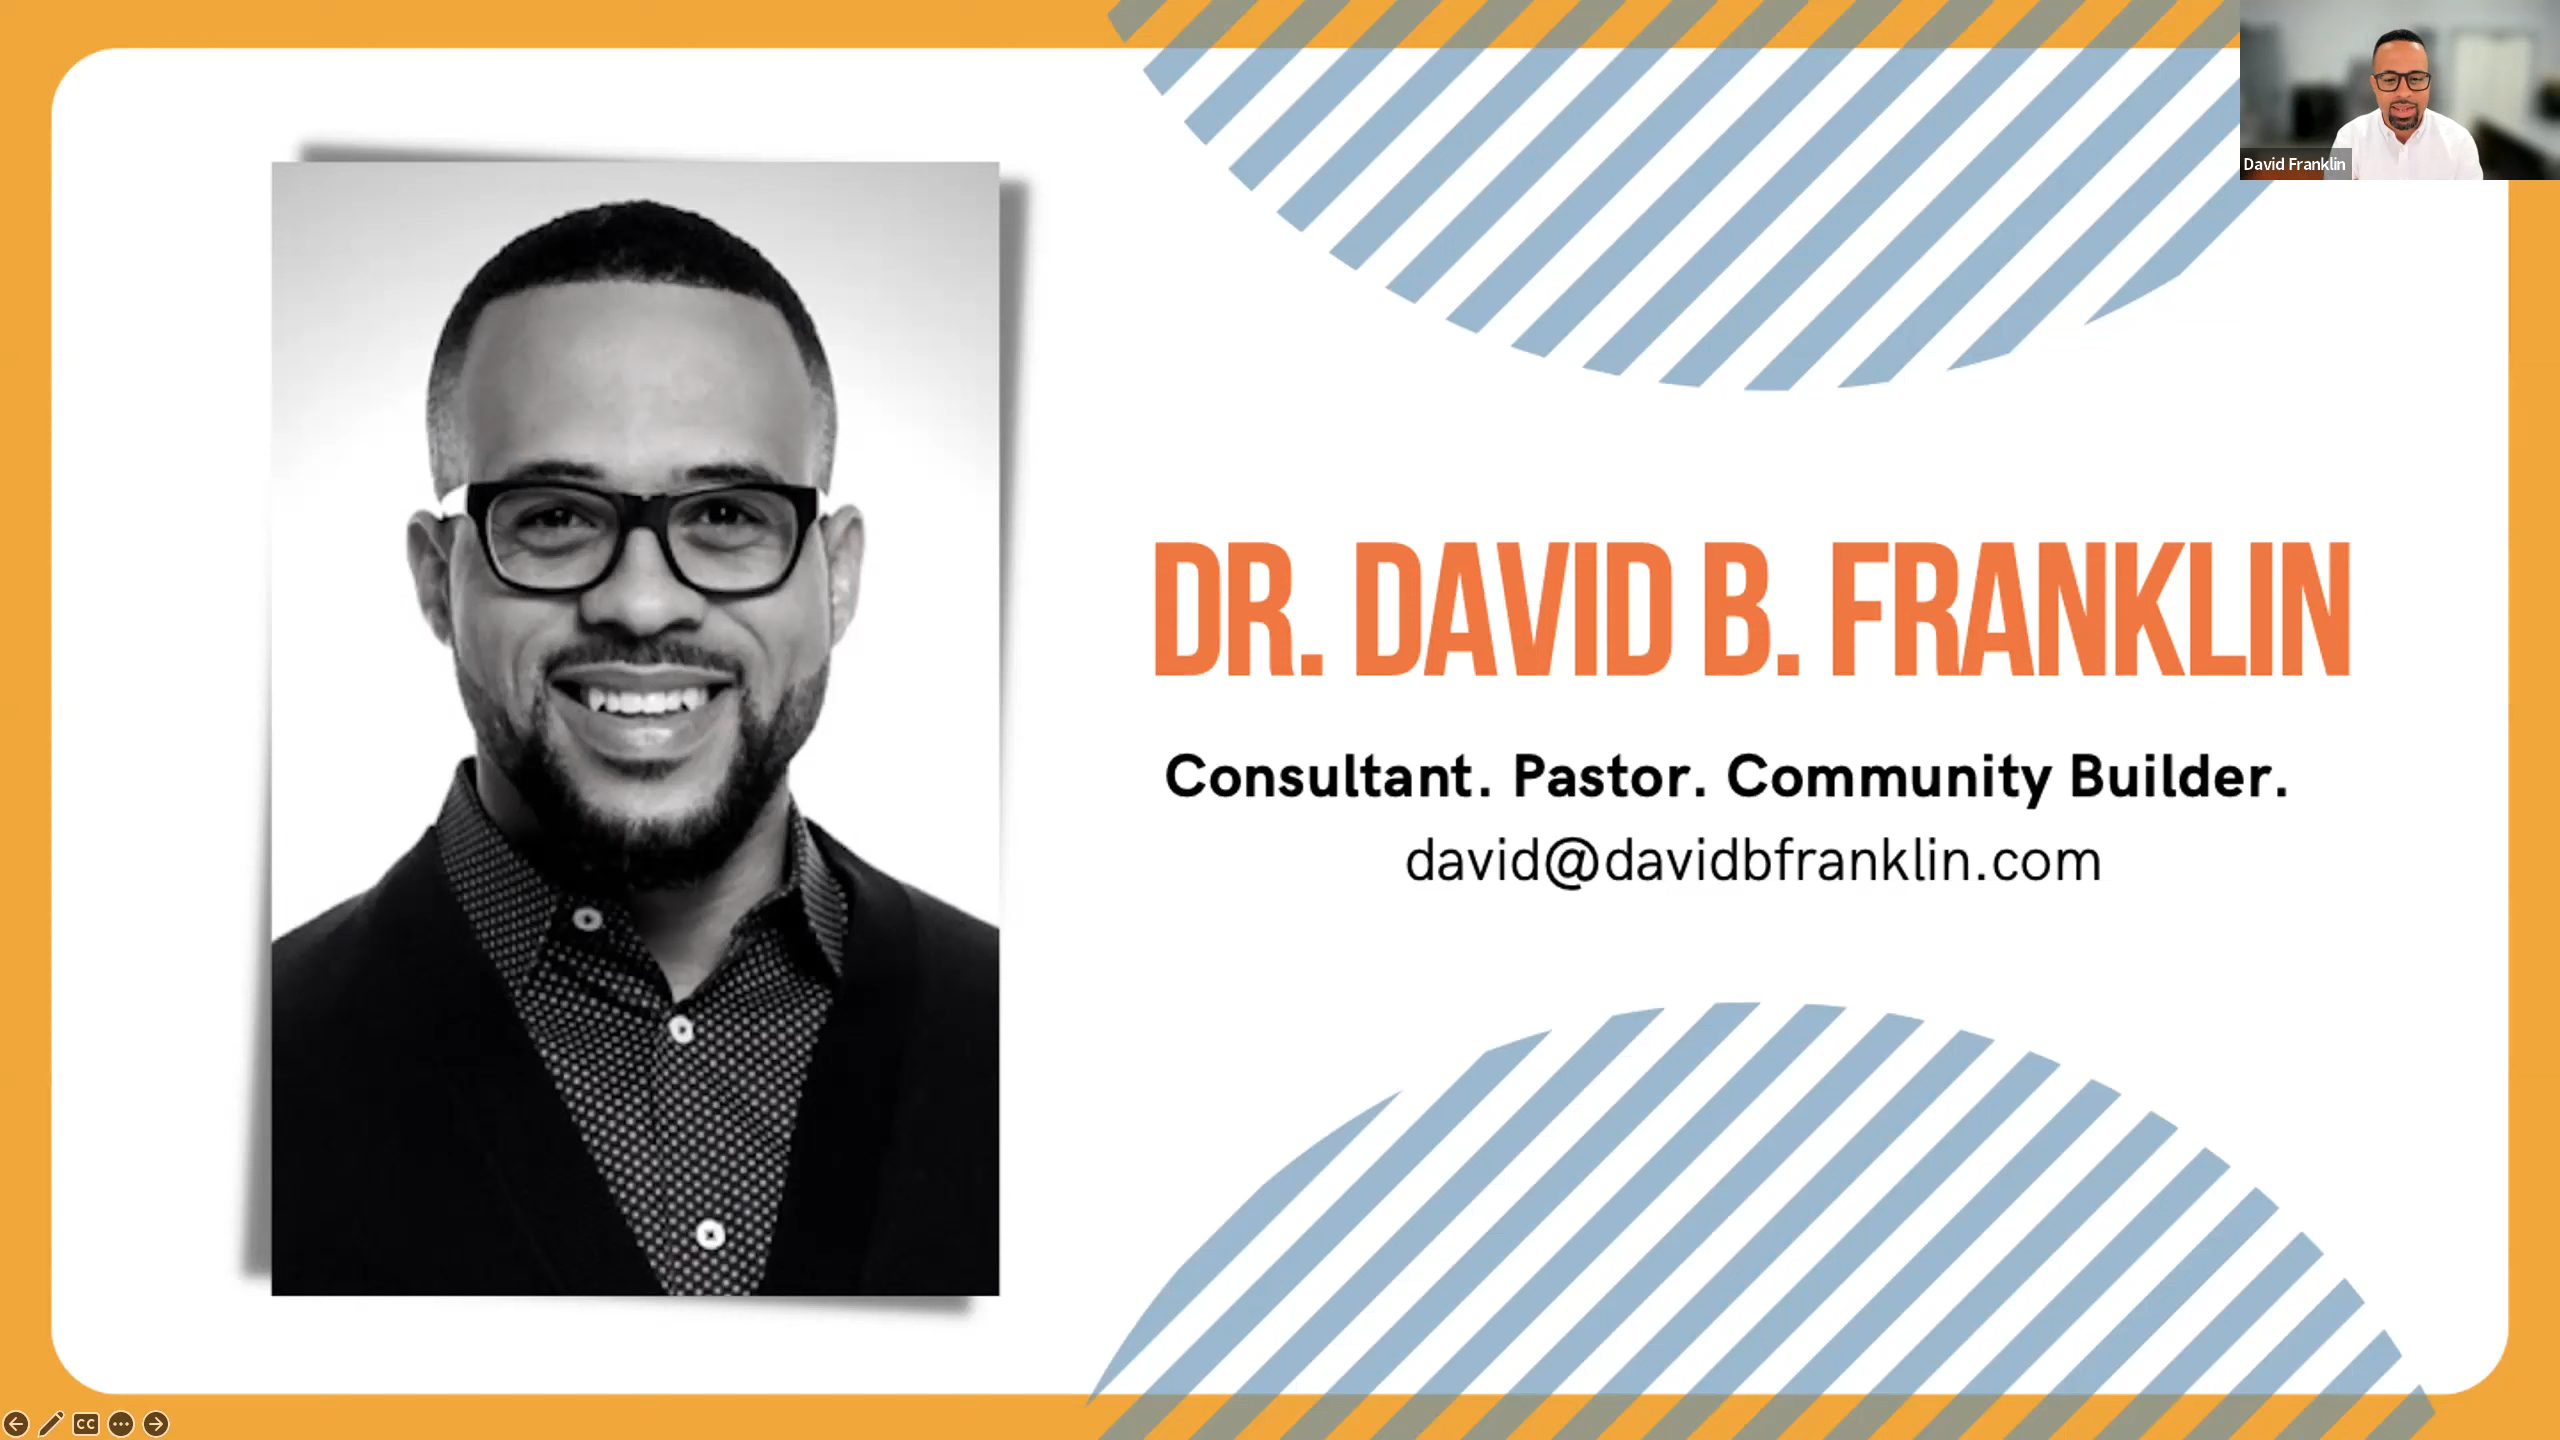 David Franklin
DR. DAVID B. FRANKLIN
Consultant. Pastor. Community Builder.
david@davidbfranklin.com
CC